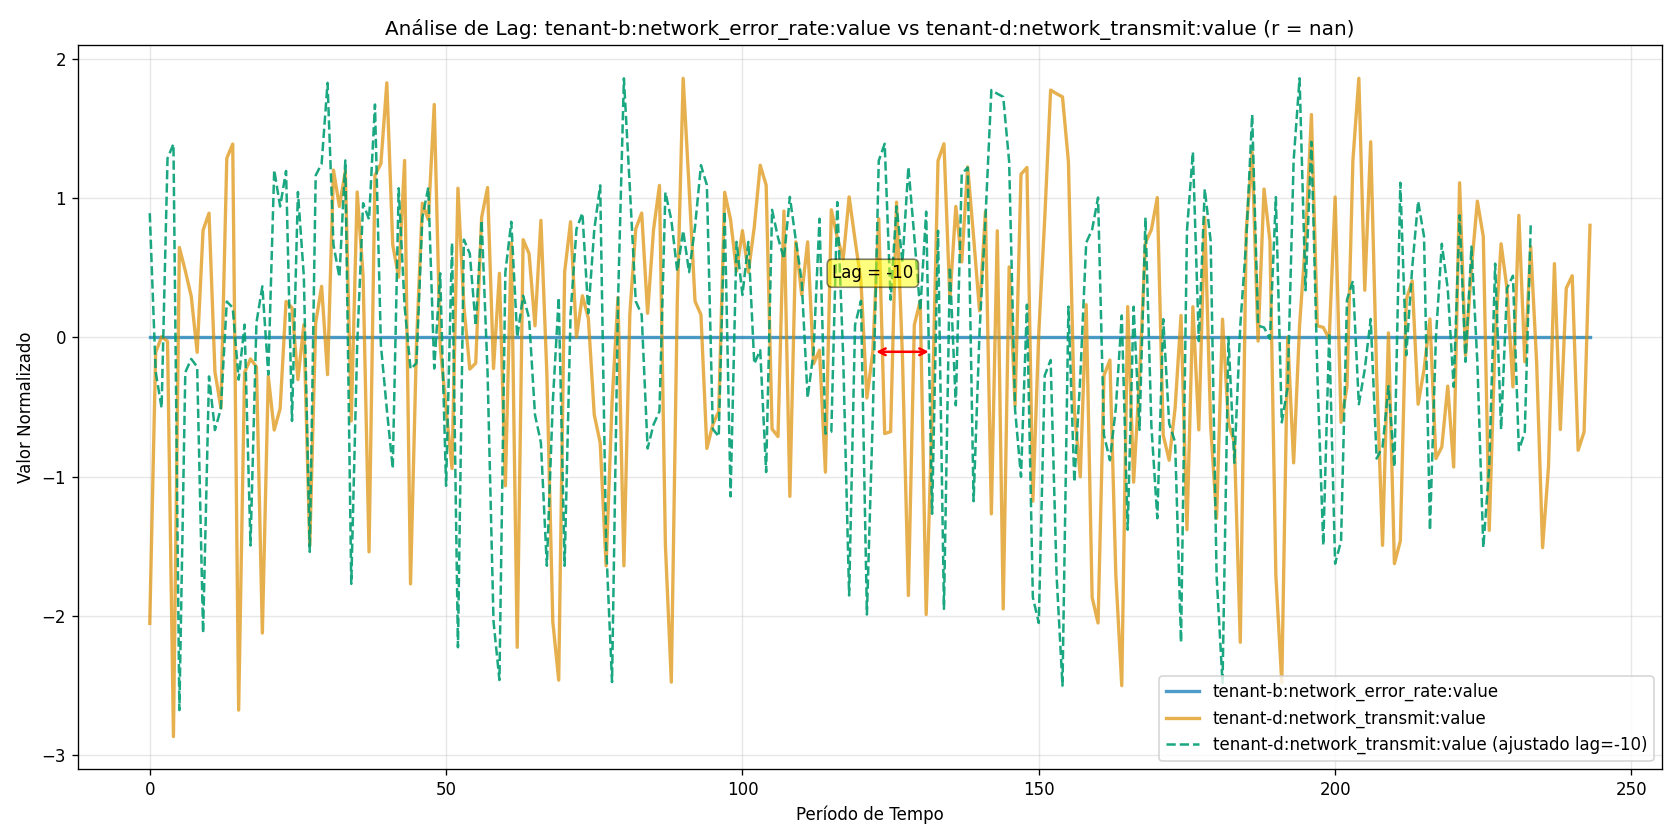 Análise de Lag: tenant-b:network_error_rate:value vs tenant-d:network_transmit:value (r = nan)
2
1
0
−1
−2
−3
Valor Normalizado
Lag = -10
tenant-b:network_error_rate:value
tenant-d:network_transmit:value
tenant-d:network_transmit:value (ajustado lag=-10)
0 50 100 150 200 250
Período de Tempo